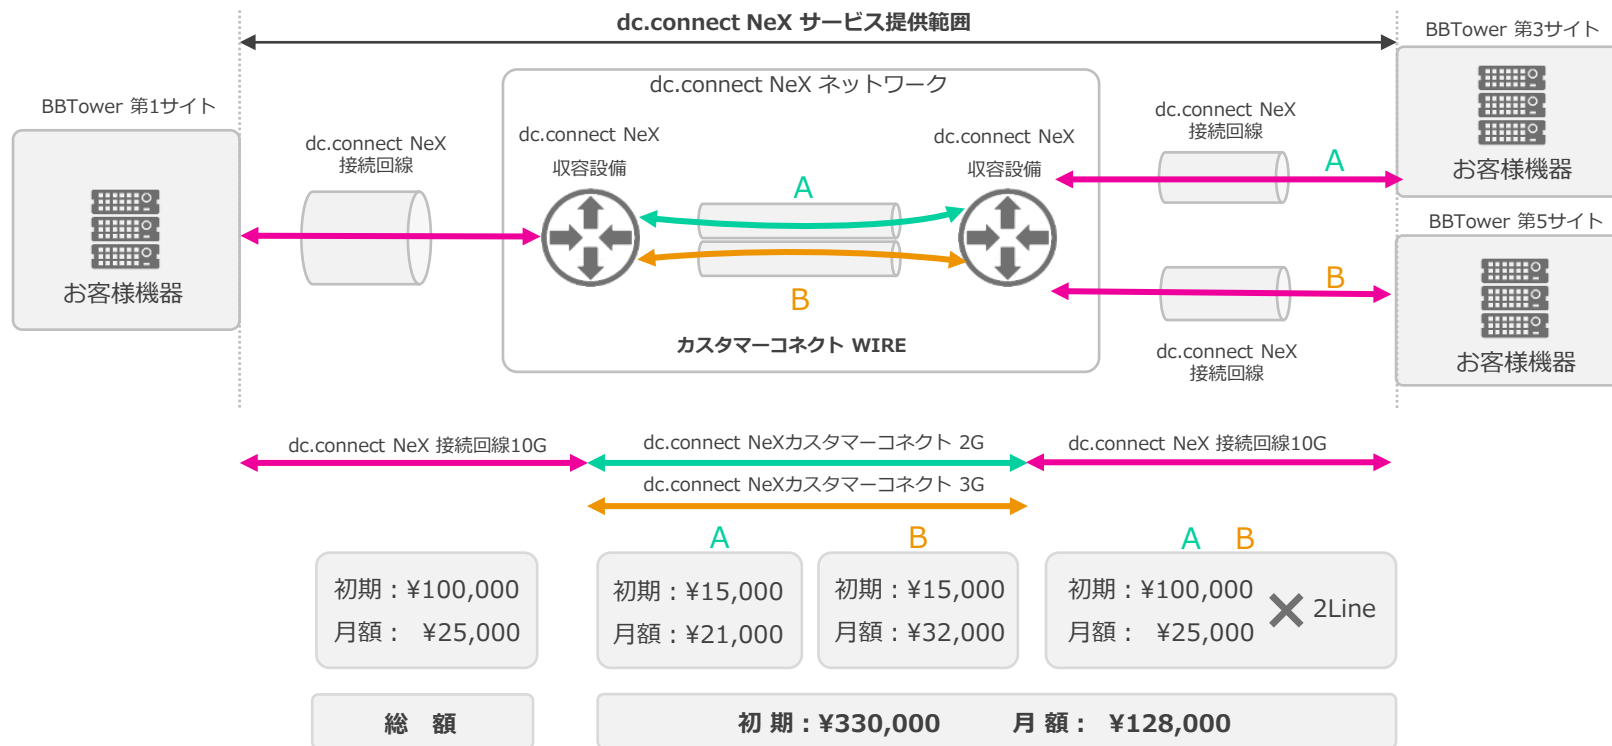 dc.connect NeX サービス提供範囲
BBTower 第1サイト
お客様機器
dc.connect NeX
接続回線
dc.connect NeX ネットワーク
dc.connect NeX
収容設備
A
B
カスタマーコネクト WIRE
dc.connect NeX
収容設備
dc.connect NeX
接続回線
A
BBTower 第3サイト
お客様機器
BBTower 第5サイト
B
お客様機器
dc.connect NeX
接続回線
dc.connect NeX 接続回線10G
dc.connect NeXカスタマーコネクト 2G
dc.connect NeX 接続回線10G
dc.connect NeXカスタマーコネクト 3G
A
B
A B
初期：¥100,000
月額： ¥25,000
初期：¥15,000
月額：¥21,000
初期：¥15,000
月額：¥32,000
初期：¥100,000
月額： ¥25,000
2Line
総 額
初 期：¥330,000 月 額： ¥128,000